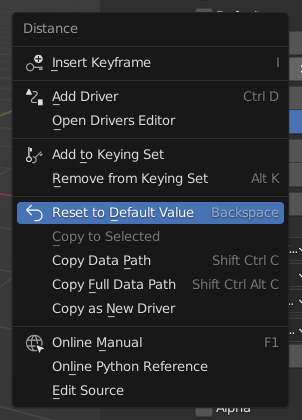 Distance
Insert Keyframe I
Add Driver Ctrl D
Open Drivers Editor
Add to Keying Set
Remove from Keying Set Alt K
Reset to Default Value Backspace
Copy to Selected
Copy Data Path Shift Ctrl C
Copy Full Data Path Shift Ctrl Alt C
Copy as New Driver
Online Manual F1
Online Python Reference
Edit Source
Alpha